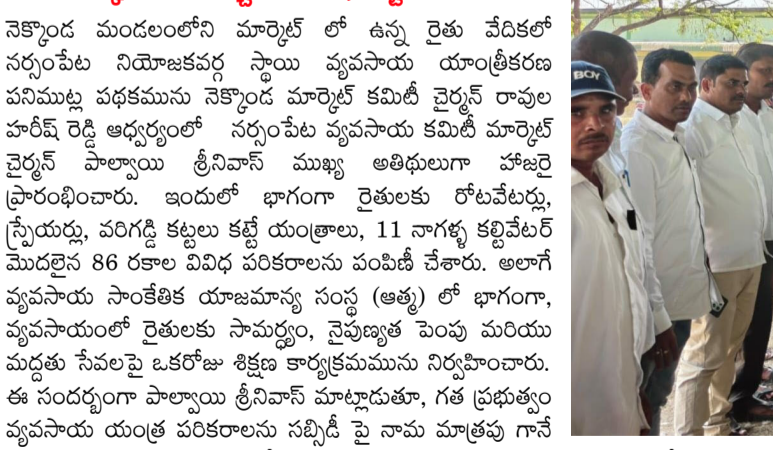 నెక్కొండ మండలంలోని మార్కెట్ లో ఉన్న రైతు వేదికలో
నర్సంపేట నియోజకవర్గ స్థాయి వ్యవసాయ యాంత్రీకరణ
పనిముట్ల పథకమును నెక్కొండ మార్కెట్ కమిటీ చైర్మన్ రావుల
హరీష్ రెడ్డి ఆధ్వర్యంలో నర్సంపేట వ్యవసాయ కమిటీ మార్కెట్
చైర్మన్ పాల్వాయి శ్రీనివాస్ ముఖ్య అతిథులుగా హాజరై
ప్రారంభించారు. ఇందులో భాగంగా రైతులకు రోటవేటర్లు,
స్ప్రేయర్లు, వరిగడ్డి కట్టలు కట్టే యంత్రాలు, 11 నాగళ్ళ కల్టివేటర్
మొదలైన 86 రకాల వివిధ పరికరాలను పంపిణీ చేశారు. అలాగే
వ్యవసాయ సాంకేతిక యాజమాన్య సంస్థ (ఆత్మ) లో భాగంగా,
వ్యవసాయంలో రైతులకు సామర్థ్యం, నైపుణ్యత పెంపు మరియు
మద్దతు సేవలపై ఒకరోజు శిక్షణ కార్యక్రమమును నిర్వహించారు.
ఈ సందర్భంగా పాల్వాయి శ్రీనివాస్ మాట్లాడుతూ, గత ప్రభుత్వం
వ్యవసాయ యంత్ర పరికరాలను సబ్సిడీ పై నామ మాత్రపు గానే
BOY